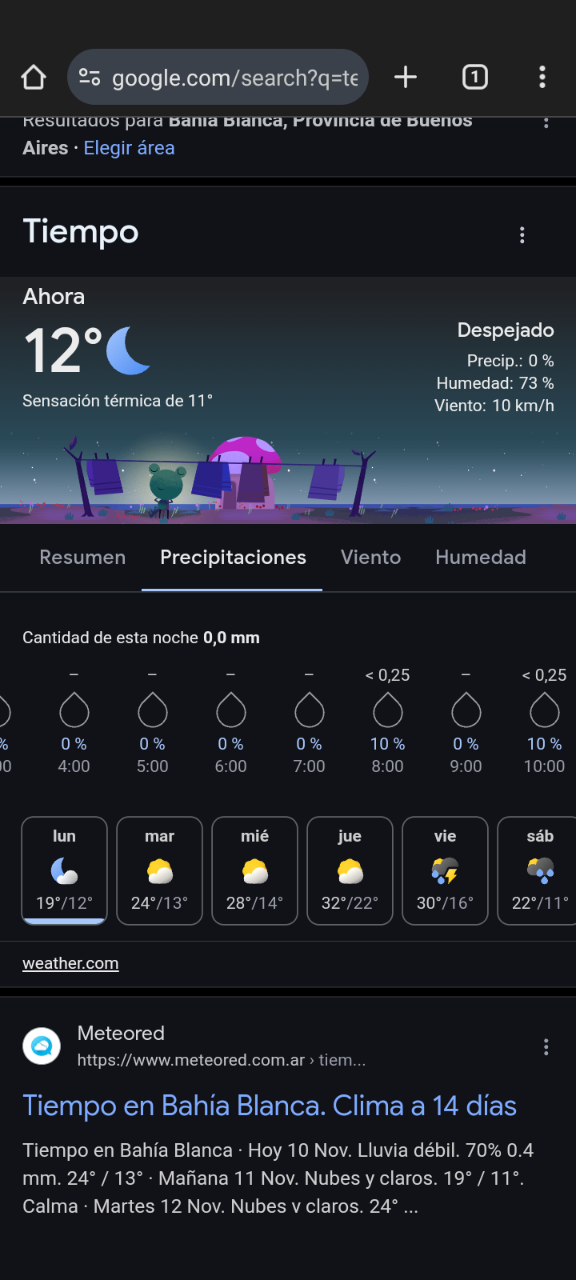 google.com/search?q=te
1
Resultados para Bahía Blanca, Provincia de Buenos
Aires · Elegir área
Tiempo
Ahora
12°
Sensación térmica de 11°
Despejado
Precip.: 0 %
Humedad: 73 %
Viento: 10 km/h
Resumen Precipitaciones Viento Humedad
Cantidad de esta noche 0,0 mm
– – – – < 0,25 – < 0,25
% 0 % 0 % 0 % 0 % 10 % 0 % 10 %
00 4:00 5:00 6:00 7:00 8:00 9:00 10:00
lun mar mié jue vie sáb
19°/12° 24°/13° 28°/14° 32°/22° 30°/16° 22°/11°
weather.com
Meteored
https://www.meteored.com.ar › tiem...
Tiempo en Bahía Blanca. Clima a 14 días
Tiempo en Bahía Blanca · Hoy 10 Nov. Lluvia débil. 70% 0.4
mm. 24° / 13° · Mañana 11 Nov. Nubes y claros. 19° / 11°.
Calma · Martes 12 Nov. Nubes y claros. 24° ...